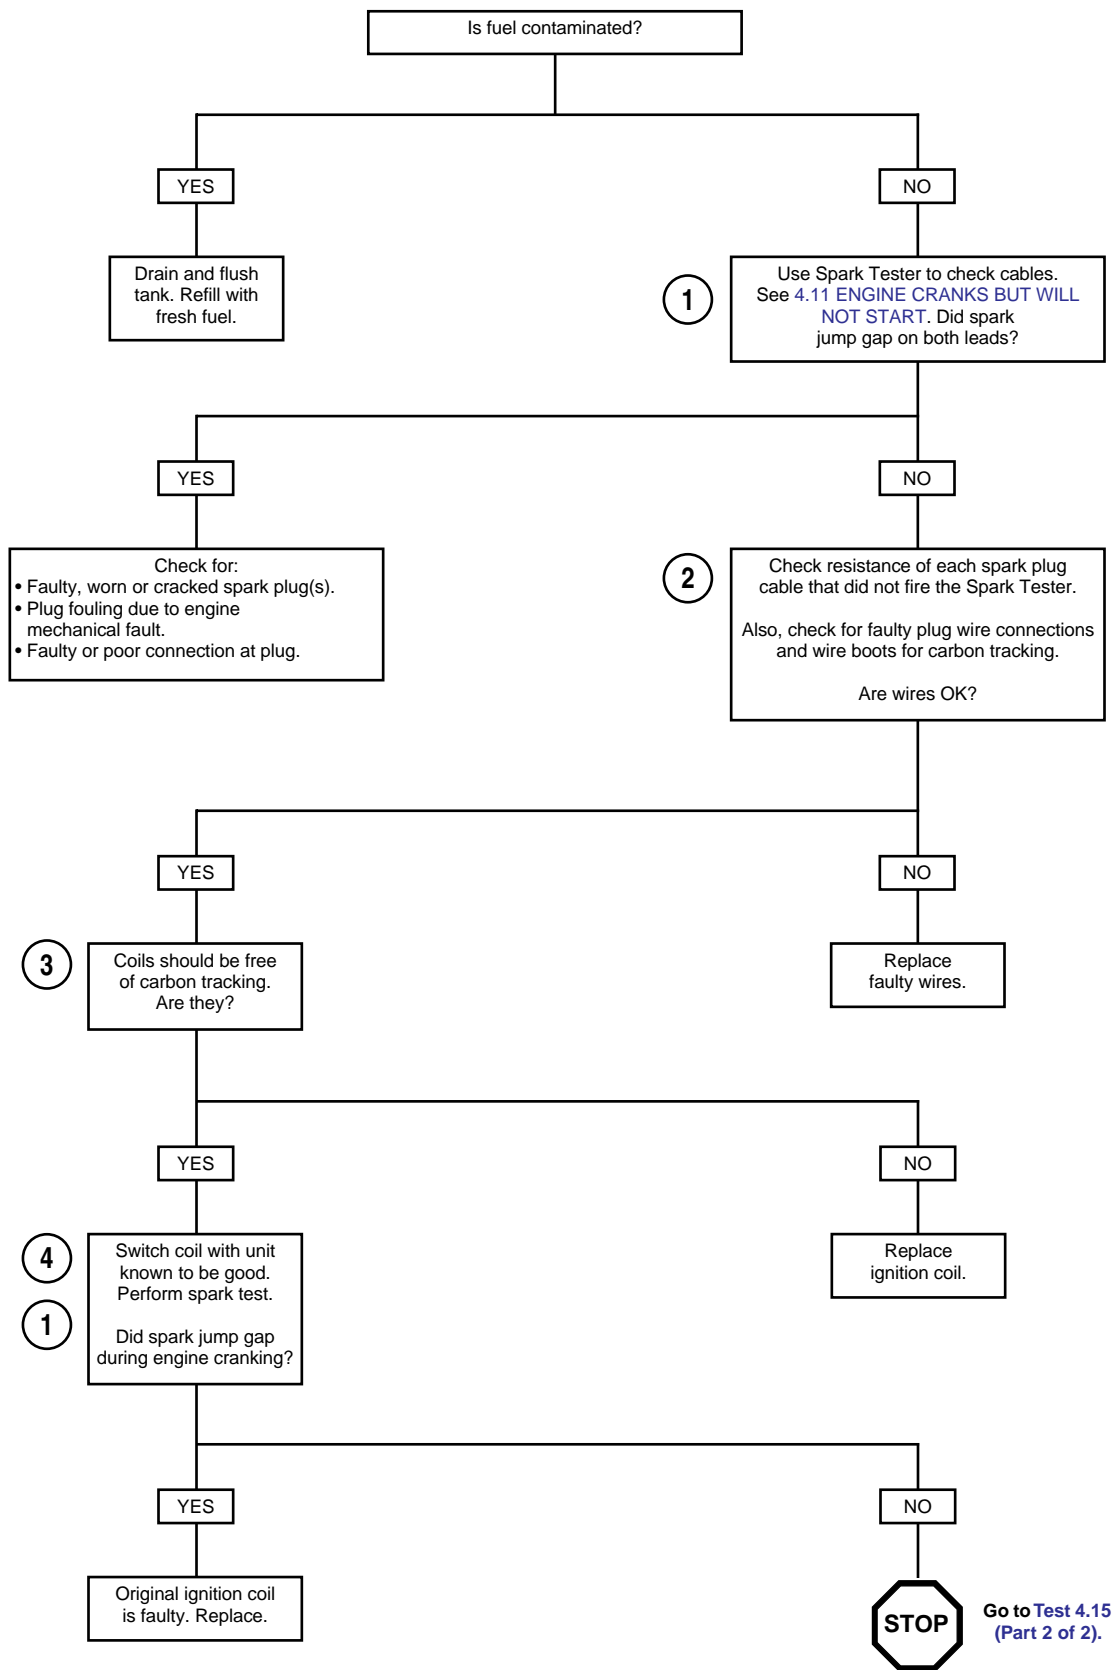 Is fuel contaminated?
YES
NO
Drain and flush
tank. Refill with
fresh fuel.
1
Use Spark Tester to check cables.
See 4.11 ENGINE CRANKS BUT WILL
NOT START. Did spark
jump gap on both leads?
YES
NO
Check for:
• Faulty, worn or cracked spark plug(s).
• Plug fouling due to engine
mechanical fault.
• Faulty or poor connection at plug.
2
Check resistance of each spark plug
cable that did not fire the Spark Tester.
Also, check for faulty plug wire connections
and wire boots for carbon tracking.
Are wires OK?
YES
NO
3
Coils should be free
of carbon tracking.
Are they?
Replace
faulty wires.
YES
NO
4
1
Switch coil with unit
known to be good.
Perform spark test.
Did spark jump gap
during engine cranking?
Replace
ignition coil.
YES
NO
Original ignition coil
is faulty. Replace.
STOP
Go to Test 4.15
(Part 2 of 2).